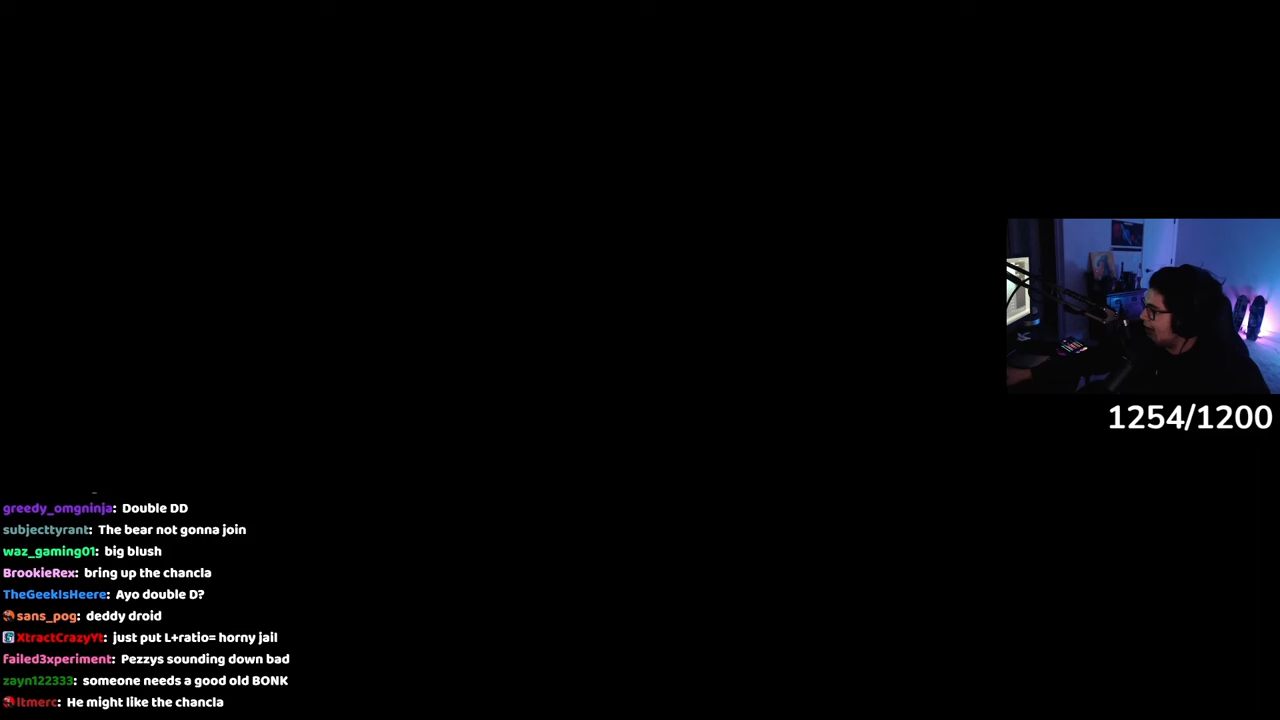 1254/1200
greedy_omgninja: Double DD
subjecttyrant: The bear not gonna join
waz_gaming01: big blush
BrookieRex: bring up the chancla
TheGeekIsHeere: Ayo double D?
sans_pog: deddy droid
XtractCrazyYt: just put L+ratio= horny jail
failed3xperiment: Pezzys sounding down bad
zayn122333: someone needs a good old BONK
ltmerc: He might like the chancla